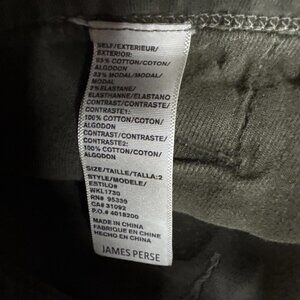 SELF/EXTERIEUR/
EXTERIOR:
65% COTTON/COTON/
ALGODON
33% MODAL/MODAL/
MODAL
2% ELASTANE/
ELASTHANNE/ELASTANO
CONTRAST/CONTRASTE/
CONTRASTE1:
100% COTTON/COTON/
ALGODON
CONTRAST/CONTRASTE/
CONTRASTE2:
100% COTTON/COTON/
ALGODON
SIZE/TAILLE/TALLA:2
STYLE/MODELE/
ESTILO#
WKL1730
RN# 95339
CA# 31092
P.O.# 4018200
MADE IN CHINA
FABRIQUE EN CHINE
HECHO EN CHINA
JAMES PERSE